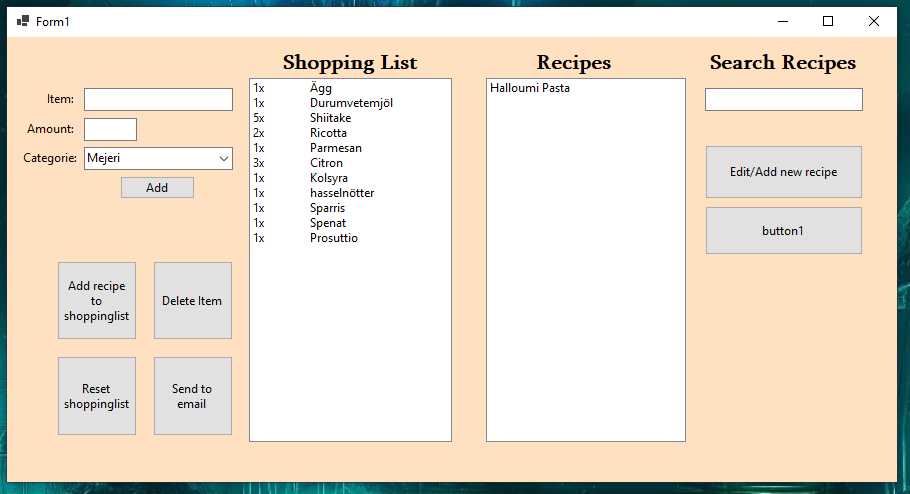 Form1
Shopping List
Recipes
Search Recipes
Item:
Amount:
Categorie: Mejeri
Add
Add recipe
to
shoppinglist
Delete Item
Reset
shoppinglist
Send to
email
1x Ägg
1x Durumvetemjöl
5x Shiitake
2x Ricotta
1x Parmesan
3x Citron
1x Kolsyra
1x hasselnötter
1x Sparris
1x Spenat
1x Prosuttio
Halloumi Pasta
Edit/Add new recipe
button1